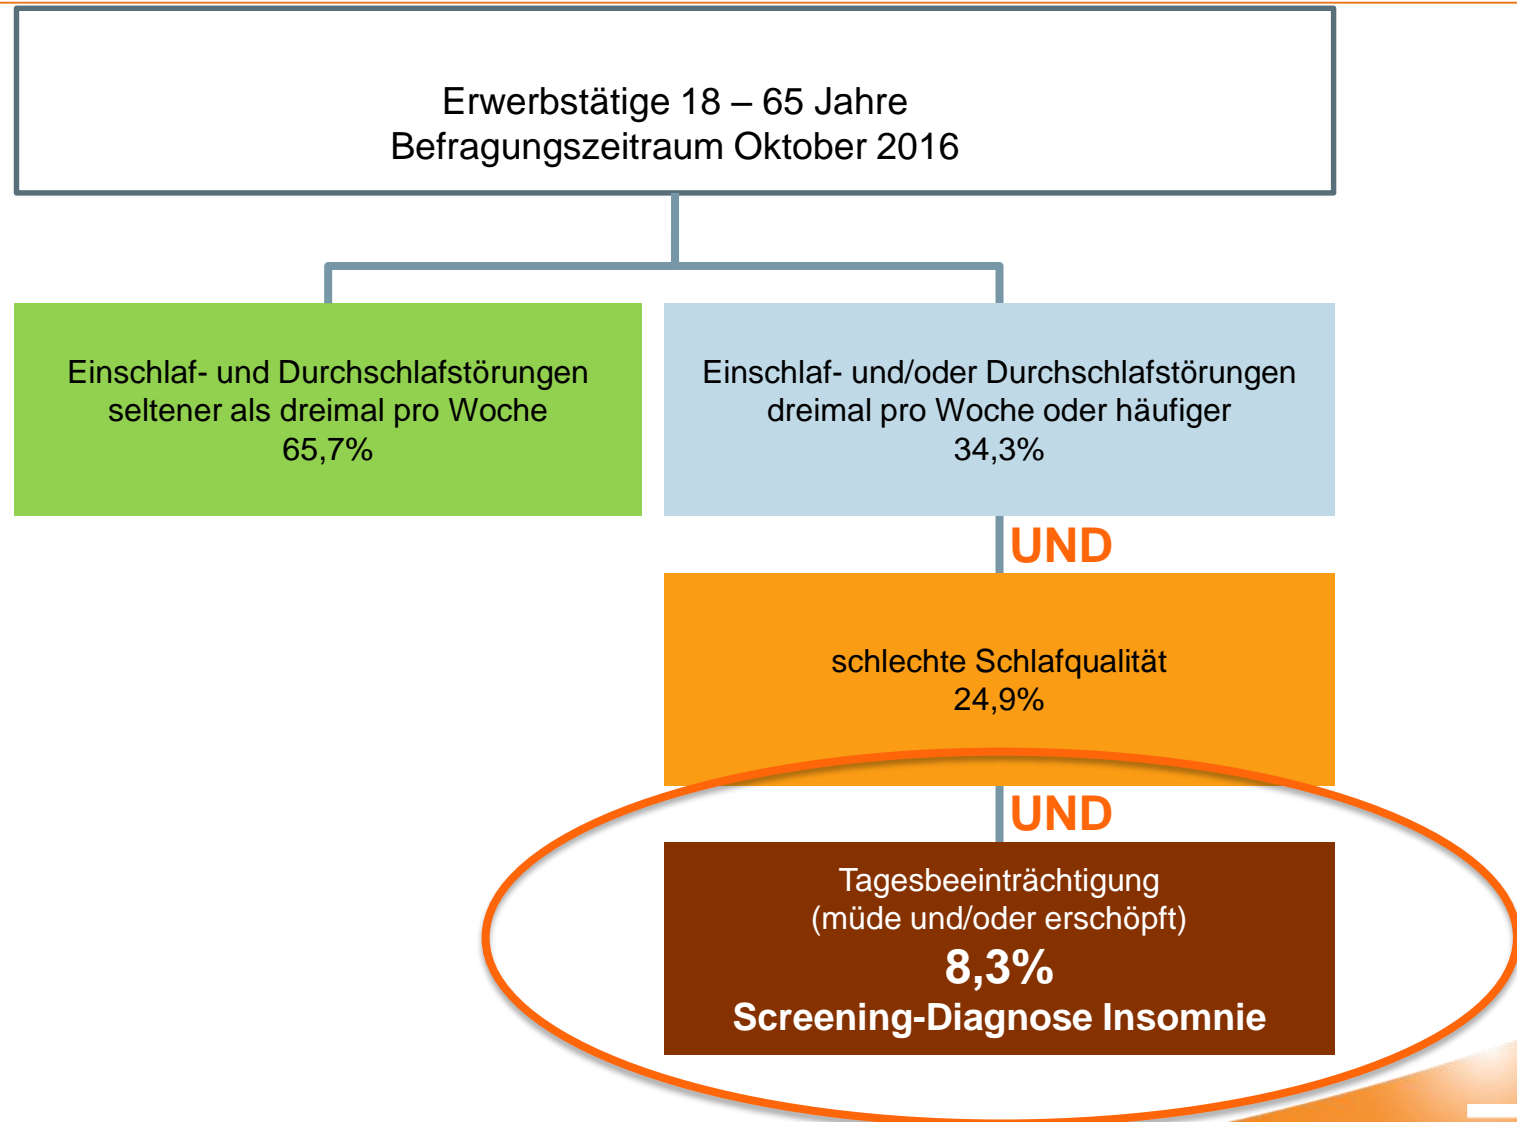 Erwerbstätige 18 – 65 Jahre
Befragungszeitraum Oktober 2016
Einschlaf- und Durchschlafstörungen
seltener als dreimal pro Woche
65,7%
Einschlaf- und/oder Durchschlafstörungen
dreimal pro Woche oder häufiger
34,3%
UND
schlechte Schlafqualität
24,9%
UND
Tagesbeeinträchtigung
(müde und/oder erschöpft)
8,3%
Screening-Diagnose Insomnie